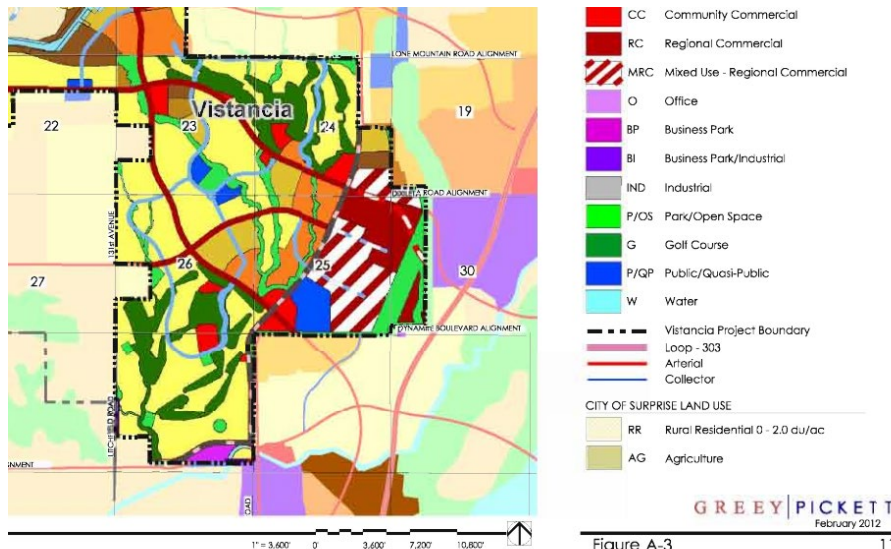 LONE MOUNTAIN ROAD ALIGNMENT
Vistancia
19
22
23
24
ROAD ALIGNMENT
131st AVENUE
27
26
25
30
DYNAMITE BOULEVARD ALIGNMENT
LITCHFIELD ROAD
GNMENT
OAD
1" = 3,600'
0'
3,600'
7,200'
10,800'
CC Community Commercial
RC Regional Commercial
MRC Mixed Use - Regional Commercial
O Office
BP Business Park
BI Business Park/Industrial
IND Industrial
P/OS Park/Open Space
G Golf Course
P/QP Public/Quasi-Public
W Water
Vistancia Project Boundary
Loop - 303
Arterial
Collector
CITY OF SURPRISE LAND USE
RR Rural Residential 0 - 2.0 du/ac
AG Agriculture
GREEY|PICKETT
February 2012
Figure A-3